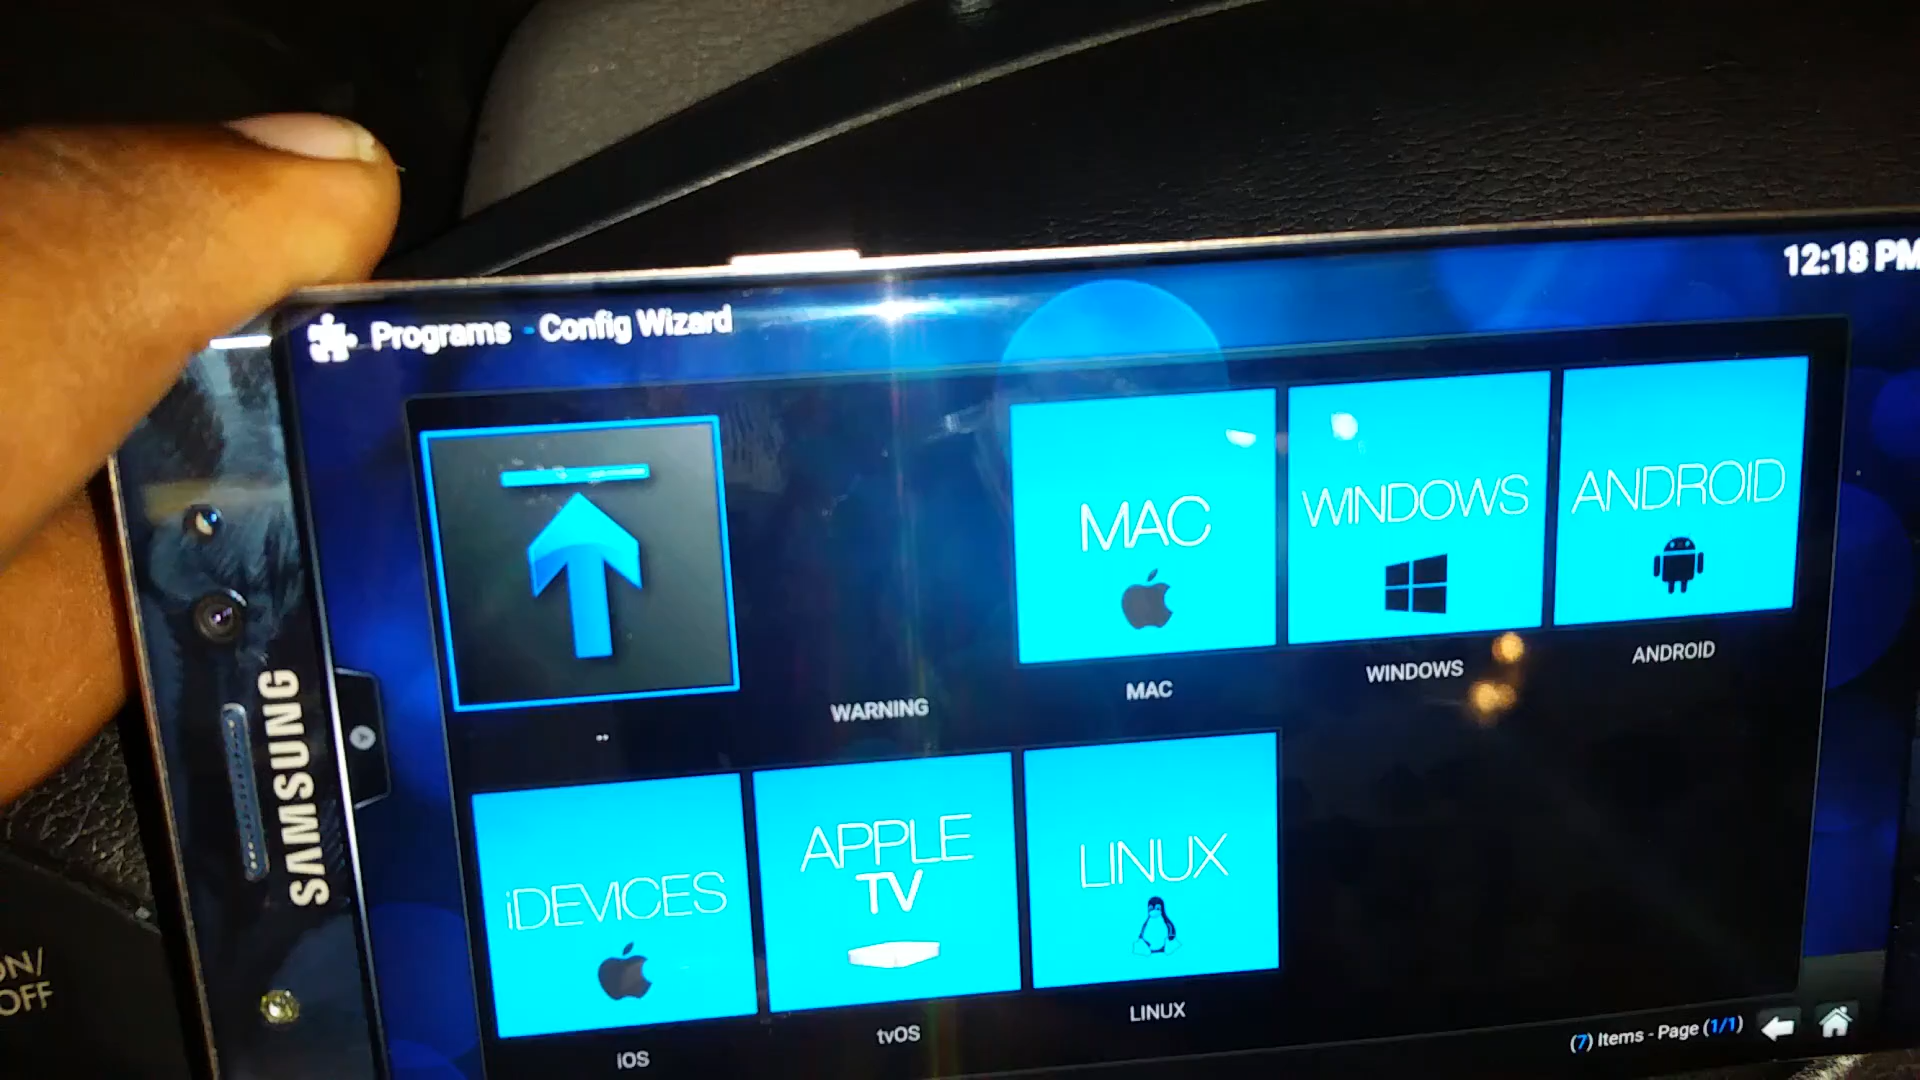 12:18 PM
Programs - Config Wizard
MAC
WINDOWS
ANDROID
..
WARNING
MAC
WINDOWS
ANDROID
iDEVICES
APPLE
TV
LINUX
iOS
tvOS
LINUX
(7) Items - Page (1/1)
SAMSUNG
ON/
OFF